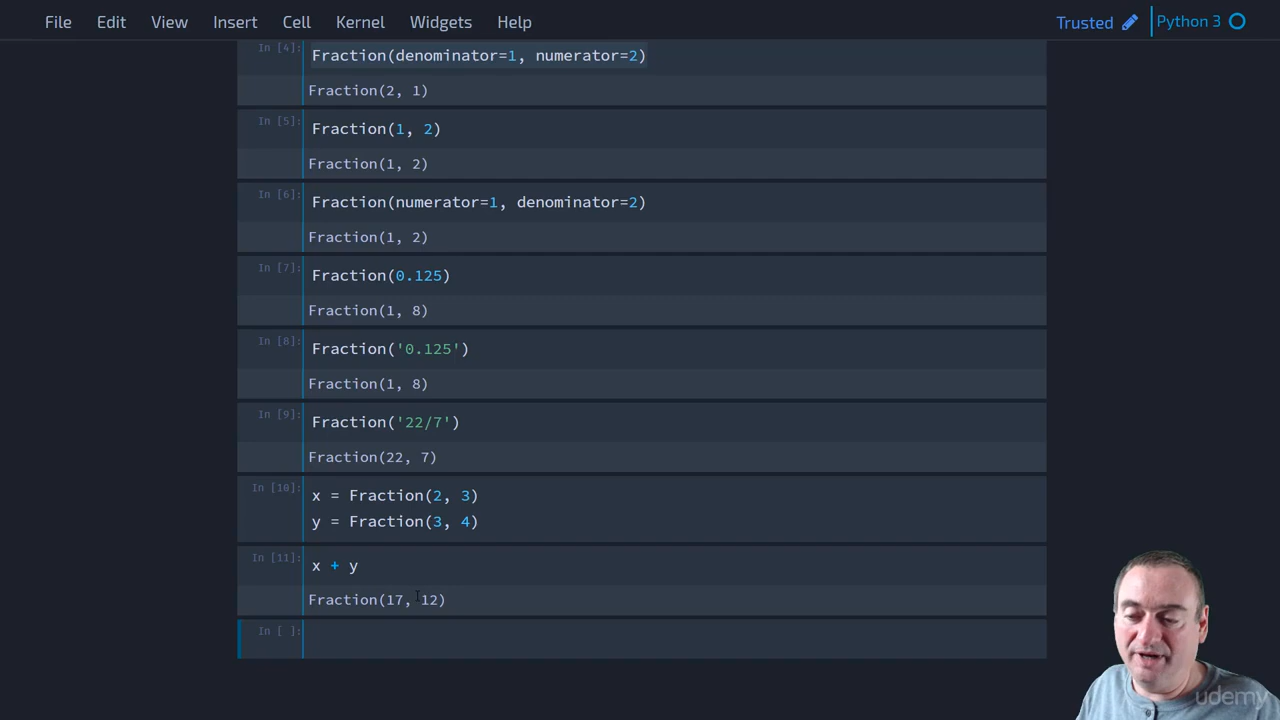 File Edit View Insert Cell Kernel Widgets Help Trusted Python 3
In [4]: Fraction(denominator=1, numerator=2)
Fraction(2, 1)
In [5]: Fraction(1, 2)
Fraction(1, 2)
In [6]: Fraction(numerator=1, denominator=2)
Fraction(1, 2)
In [7]: Fraction(0.125)
Fraction(1, 8)
In [8]: Fraction('0.125')
Fraction(1, 8)
In [9]: Fraction('22/7')
Fraction(22, 7)
In [10]: x = Fraction(2, 3)
y = Fraction(3, 4)
In [11]: x + y
Fraction(17, 12)
In [ ]:
udemy